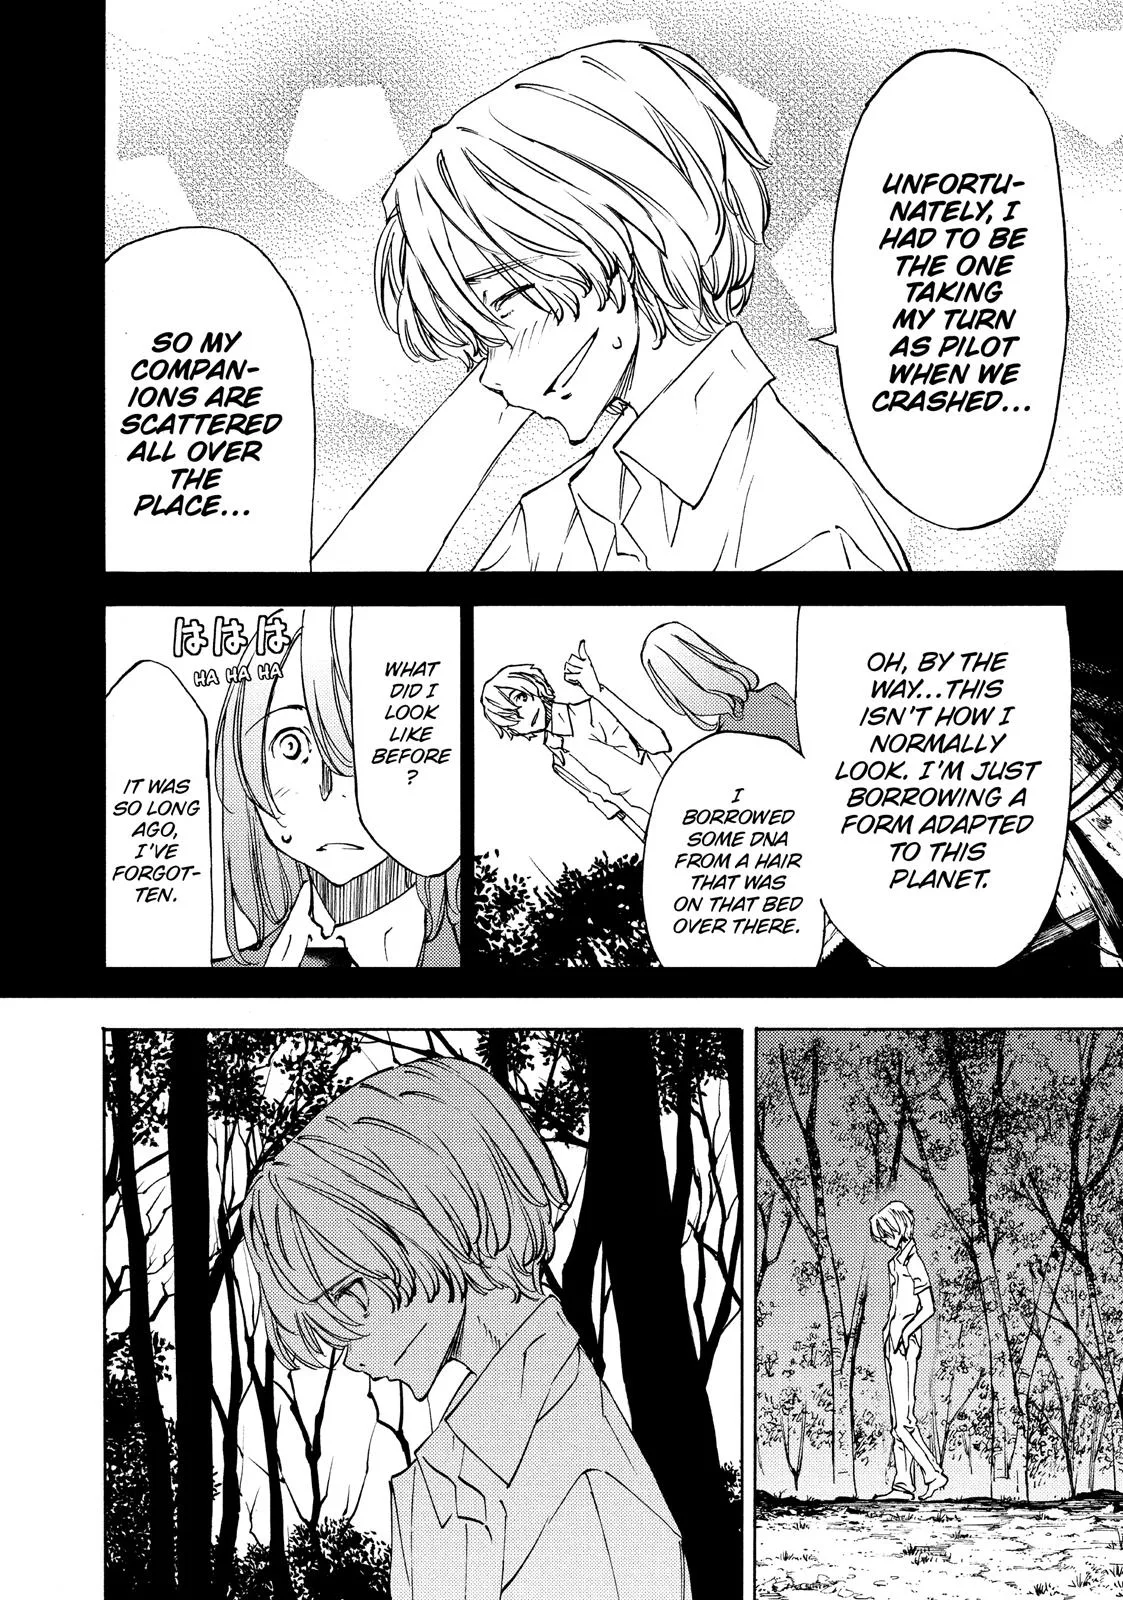 UNFORTU-
NATELY, I
HAD TO BE
THE ONE
TAKING
MY TURN
AS PILOT
WHEN WE
CRASHED...
SO MY
COMPAN-
IONS ARE
SCATTERED
ALL OVER
THE
PLACE...
OH, BY THE
WAY...THIS
ISN'T HOW I
NORMALLY
LOOK. I'M JUST
BORROWING A
FORM ADAPTED
TO THIS
PLANET.
I
BORROWED
SOME DNA
FROM A HAIR
THAT WAS
ON THAT BED
OVER THERE.
WHAT
DID I
LOOK
LIKE
BEFORE
?
ははは
HA HA HA
IT WAS
SO LONG
AGO,
I'VE
FORGOT-
TEN.